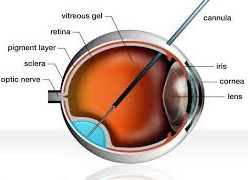 vitreous gel
cannula
retina
pigment layer
sclera
optic nerve
iris
cornea
lens